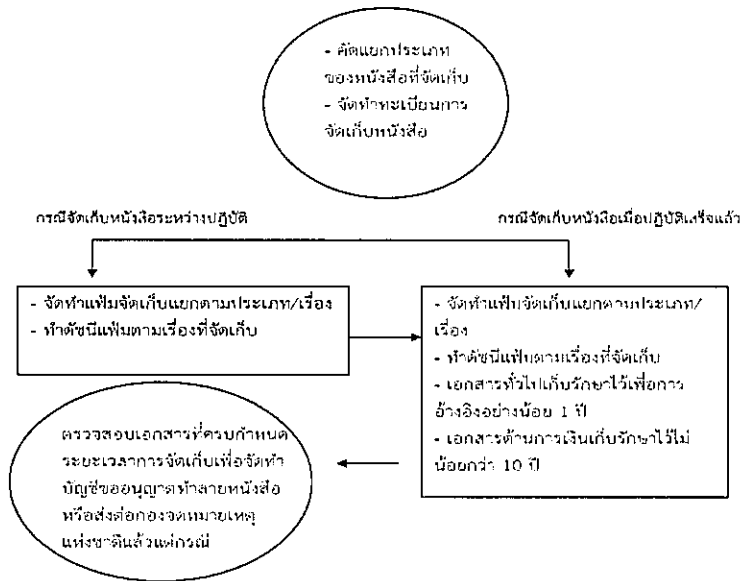 - คัดแยกประเภท
ของหนังสือที่จัดเก็บ
- จัดทำทะเบียนการ
จัดเก็บหนังสือ
กรณีจัดเก็บหนังสือระหว่างปฏิบัติ
กรณีจัดเก็บหนังสือเมื่อปฏิบัติเสร็จแล้ว
- จัดทำแฟ้มจัดเก็บแยกตามประเภท/เรื่อง
- ทำดัชนีแฟ้มตามเรื่องที่จัดเก็บ
- จัดทำแฟ้มจัดเก็บแยกตามประเภท/
เรื่อง
- ทำดัชนีแฟ้มตามเรื่องที่จัดเก็บ
- เอกสารทั่วไปเก็บรักษาไว้เพื่อการ
อ้างอิงอย่างน้อย 1 ปี
- เอกสารด้านการเงินเก็บรักษาไว้ไม่
น้อยกว่า 10 ปี
ตรวจสอบเอกสารที่ครบกำหนด
ระยะเวลาการจัดเก็บเพื่อจัดทำ
บัญชีขออนุญาตทำลายหนังสือ
หรือส่งต่อกองจดหมายเหตุ
แห่งชาติแล้วแต่กรณี